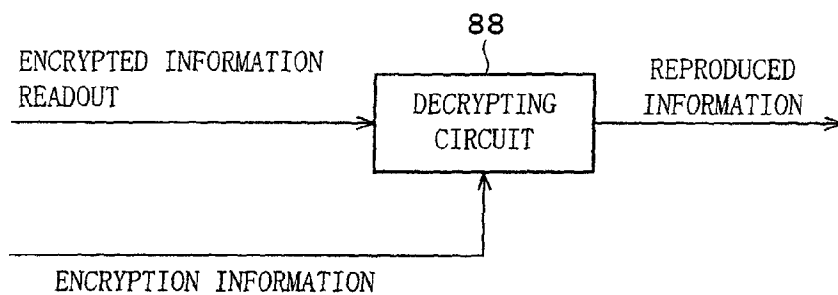 88
ENCRYPTED INFORMATION
READOUT
DECRYPTING
CIRCUIT
REPRODUCED
INFORMATION
ENCRYPTION INFORMATION